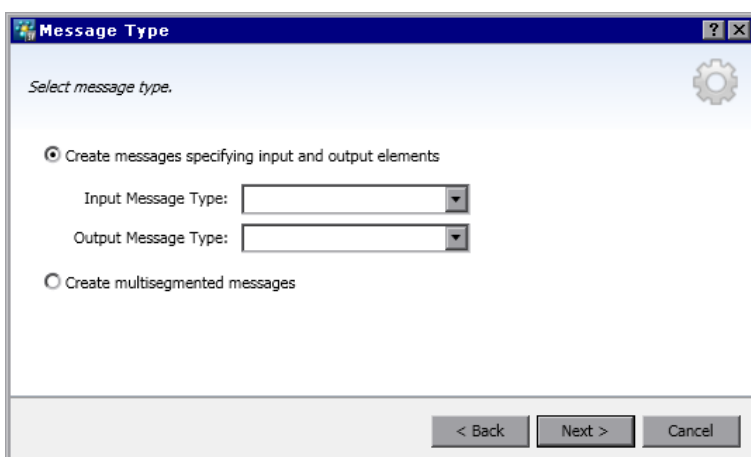 Message Type
Select message type.
Create messages specifying input and output elements
Input Message Type:
Output Message Type:
Create multisegmented messages
< Back Next > Cancel